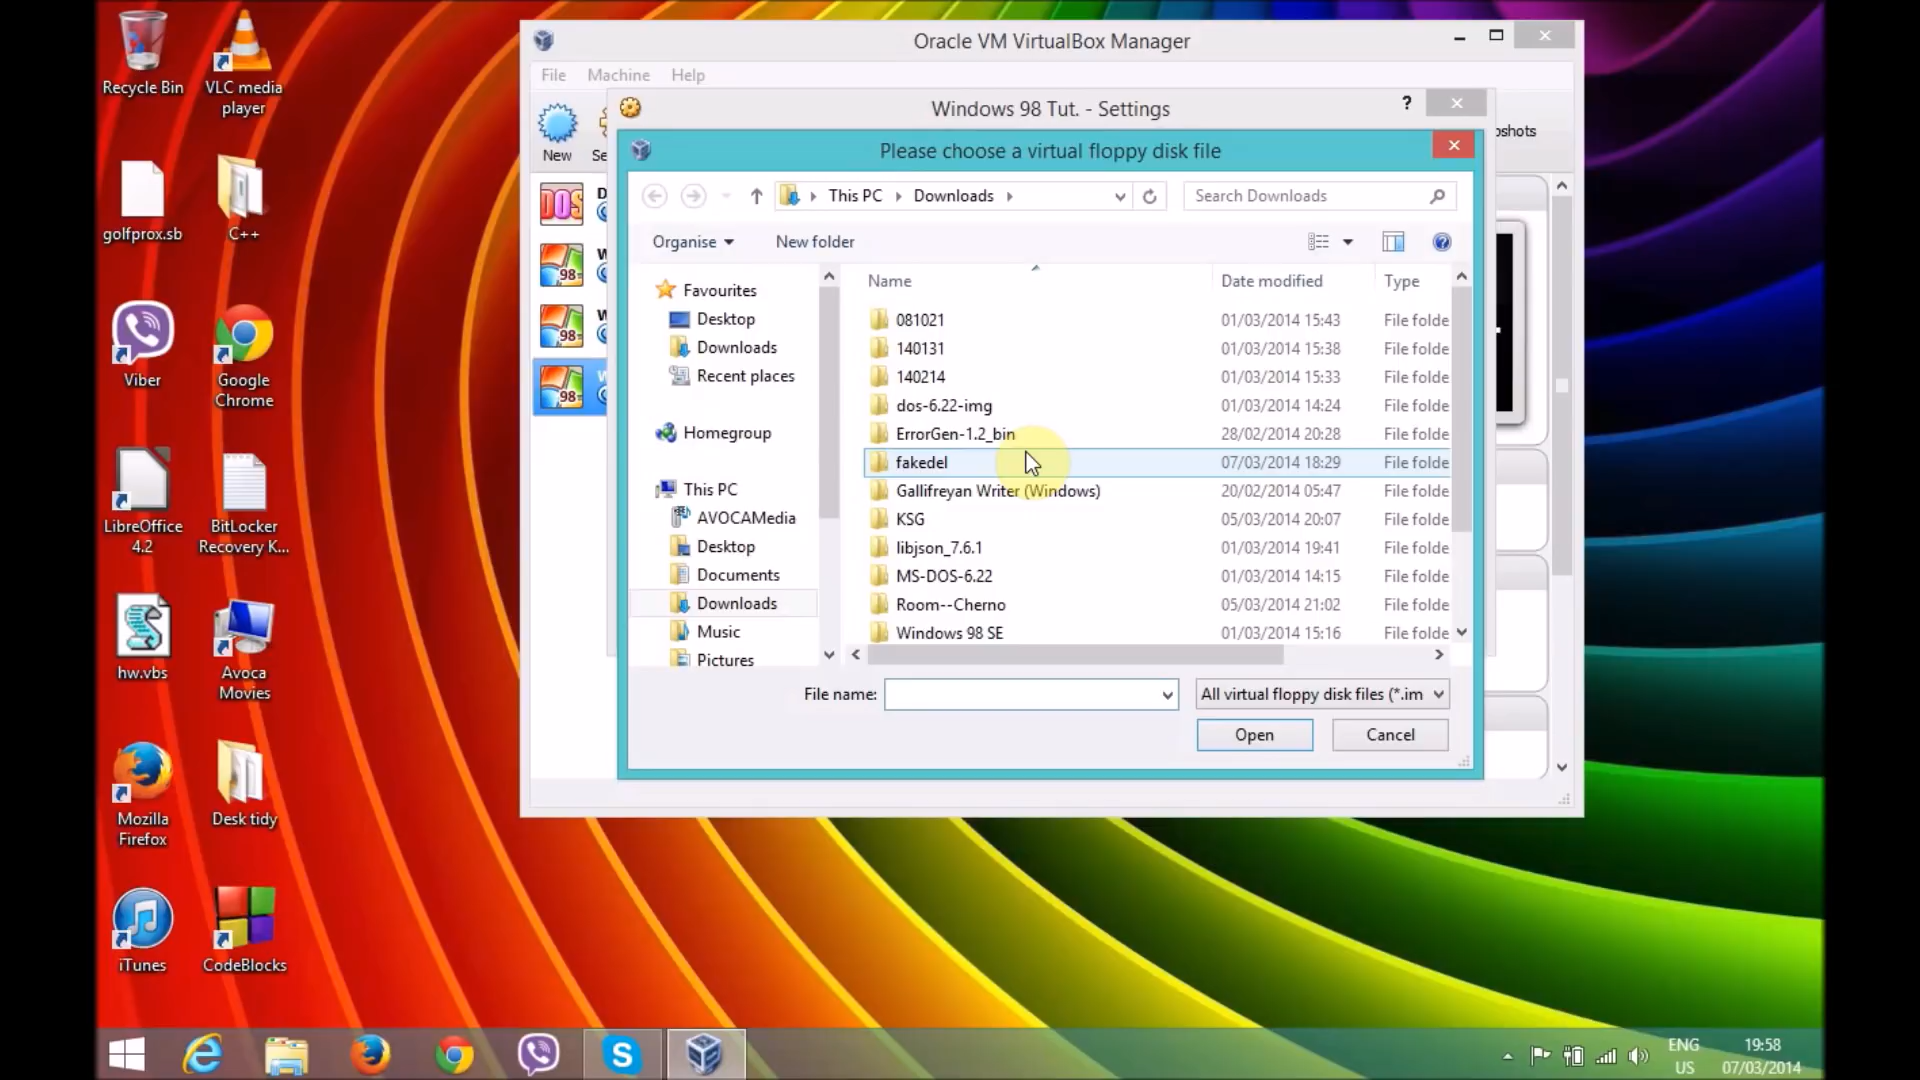 Recycle Bin
VLC media
player
golfprox.sb
C++
Viber
Google
Chrome
LibreOffice
4.2
BitLocker
Recovery K...
hw.vbs
Avoca
Movies
Mozilla
Firefox
Desk tidy
iTunes
CodeBlocks
Oracle VM VirtualBox Manager
File Machine Help
New
Se
pshots
DOS
D
98
W
98
W
98
W
Windows 98 Tut. - Settings
?
Please choose a virtual floppy disk file
This PC Downloads
Search Downloads
Organise
New folder
Favourites
Desktop
Downloads
Recent places
Homegroup
This PC
AVOCAMedia
Desktop
Documents
Downloads
Music
Pictures
Name Date modified Type
081021 01/03/2014 15:43 File folde
140131 01/03/2014 15:38 File folde
140214 01/03/2014 15:33 File folde
dos-6.22-img 01/03/2014 14:24 File folde
ErrorGen-1.2_bin 28/02/2014 20:28 File folde
fakedel 07/03/2014 18:29 File folde
Gallifreyan Writer (Windows) 20/02/2014 05:47 File folde
KSG 05/03/2014 20:07 File folde
libjson_7.6.1 01/03/2014 19:41 File folde
MS-DOS-6.22 01/03/2014 14:15 File folde
Room--Cherno 05/03/2014 21:02 File folde
Windows 98 SE 01/03/2014 15:16 File folde
File name:
All virtual floppy disk files (*.im
Open
Cancel
ENG
US
19:58
07/03/2014